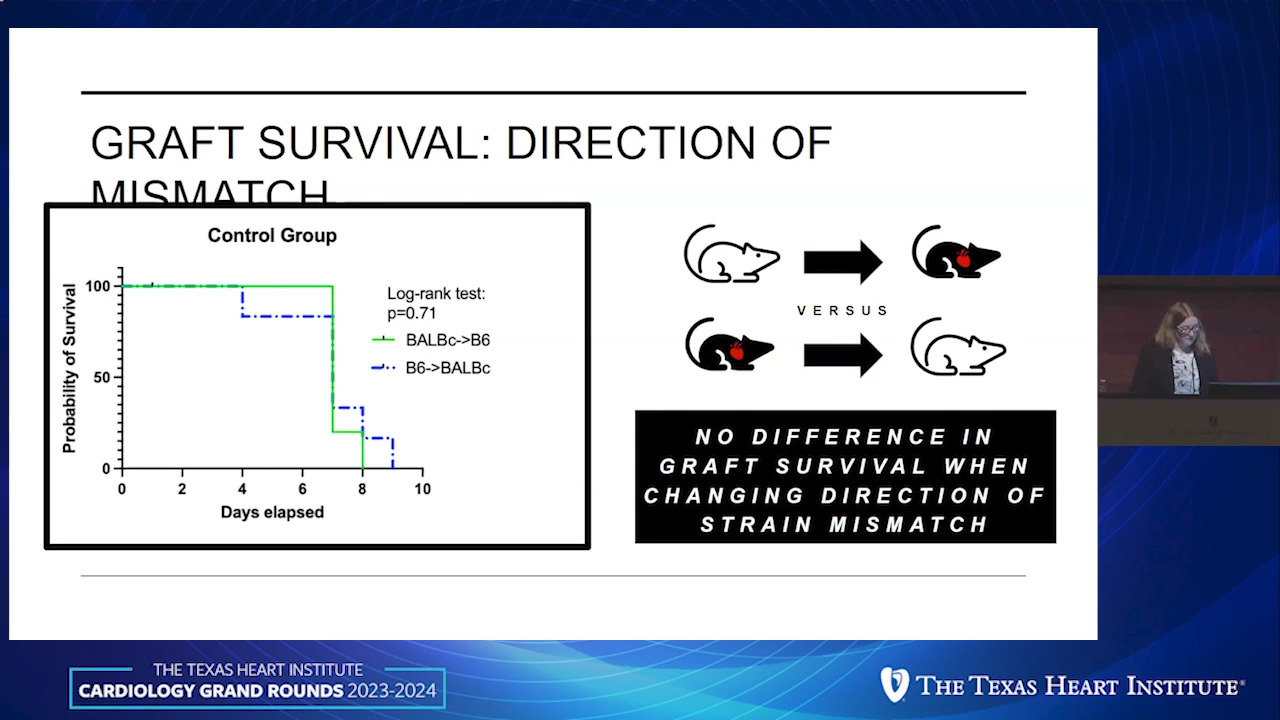 GRAFT SURVIVAL: DIRECTION OF
MISMATCH
Control Group
Probability of Survival
100
50
0
0 2 4 6 8 10
Days elapsed
Log-rank test:
p=0.71
BALBc->B6
B6->BALBc
VERSUS
NO DIFFERENCE IN
GRAFT SURVIVAL WHEN
CHANGING DIRECTION OF
STRAIN MISMATCH
THE TEXAS HEART INSTITUTE
CARDIOLOGY GRAND ROUNDS 2023-2024
THE TEXAS HEART INSTITUTE®